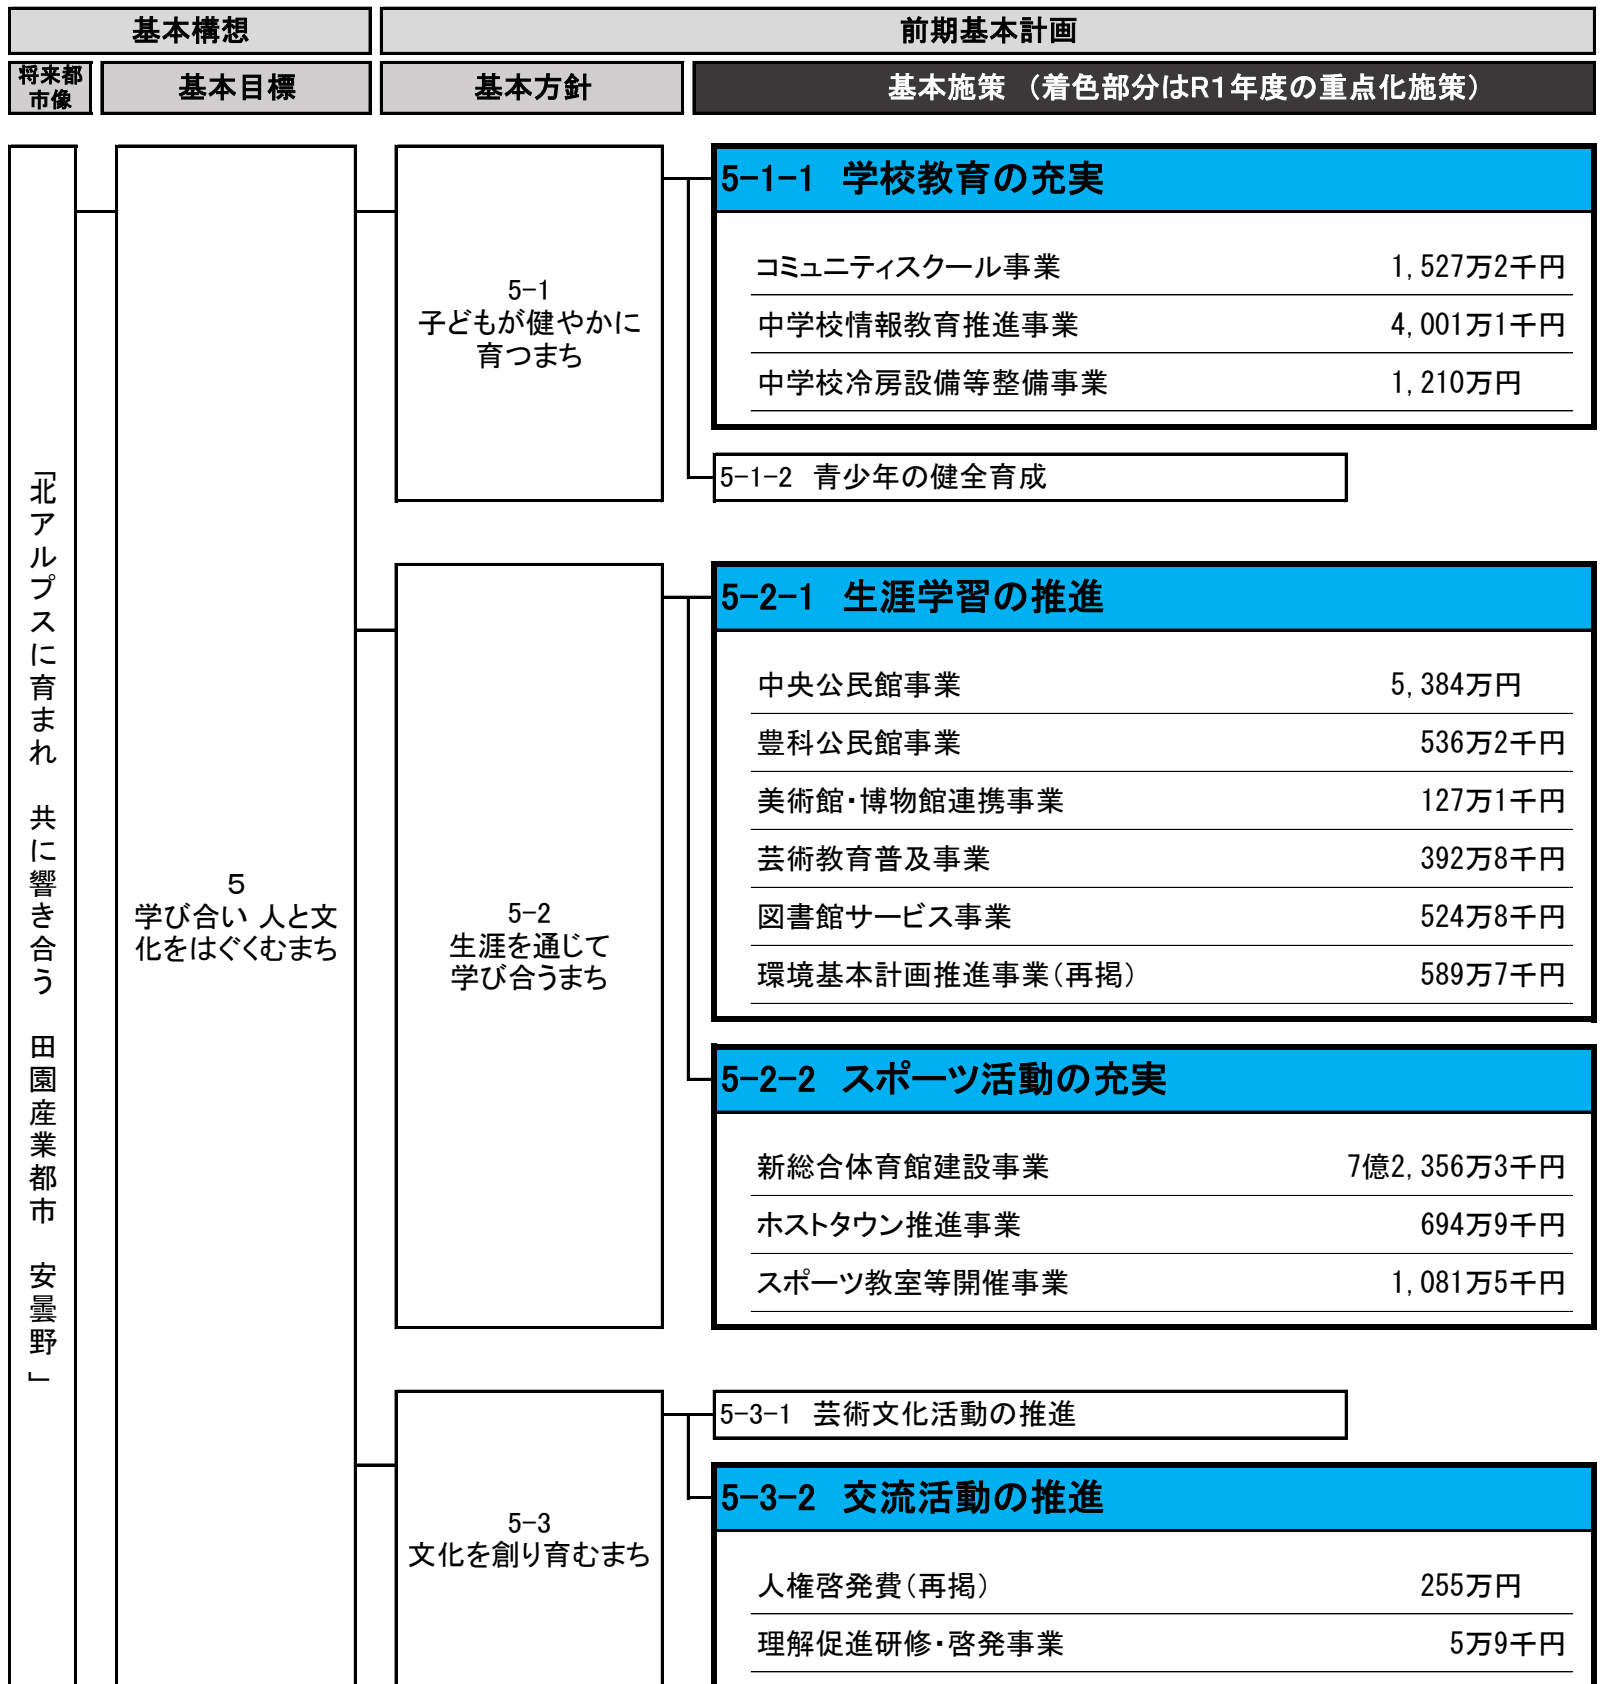 基本構想
前期基本計画
将来都
市像
基本目標
基本方針
基本施策 （着色部分はR1年度の重点化施策）
「北アルプスに育まれ 共に響き合う 田園産業都市 安曇野」
5
学び合い 人と文
化をはぐくむまち
5-1
子どもが健やかに
育つまち
5-1-1 学校教育の充実
コミュニティスクール事業 1,527万2千円
中学校情報教育推進事業 4,001万1千円
中学校冷房設備等整備事業 1,210万円
5-1-2 青少年の健全育成
5-2
生涯を通じて
学び合うまち
5-2-1 生涯学習の推進
中央公民館事業 5,384万円
豊科公民館事業 536万2千円
美術館・博物館連携事業 127万1千円
芸術教育普及事業 392万8千円
図書館サービス事業 524万8千円
環境基本計画推進事業（再掲） 589万7千円
5-2-2 スポーツ活動の充実
新総合体育館建設事業 7億2,356万3千円
ホストタウン推進事業 694万9千円
スポーツ教室等開催事業 1,081万5千円
5-3
文化を創り育むまち
5-3-1 芸術文化活動の推進
5-3-2 交流活動の推進
人権啓発費（再掲） 255万円
理解促進研修・啓発事業 5万9千円